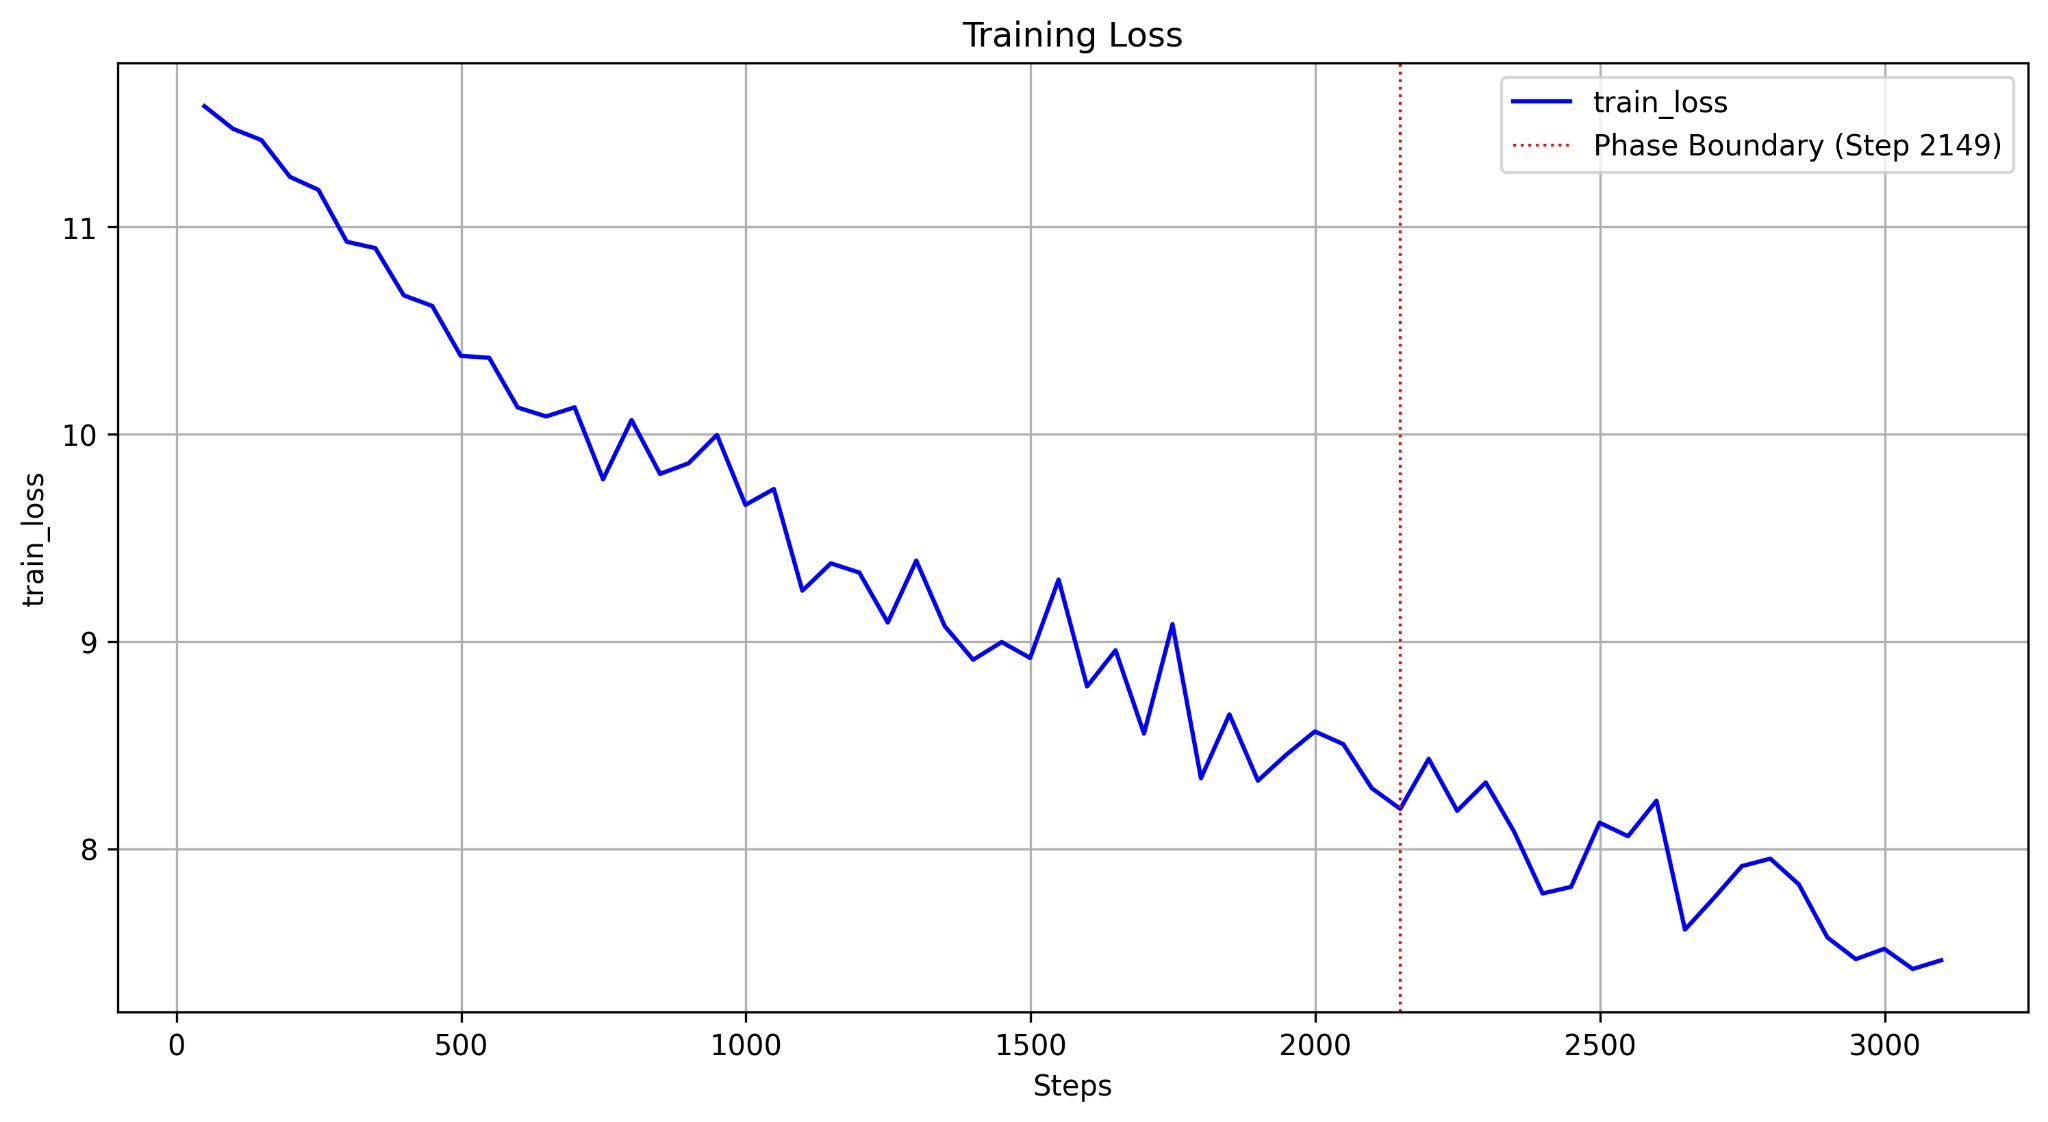 Training Loss
train_loss
Phase Boundary (Step 2149)
11
10
9
8
train_loss
0 500 1000 1500 2000 2500 3000
Steps